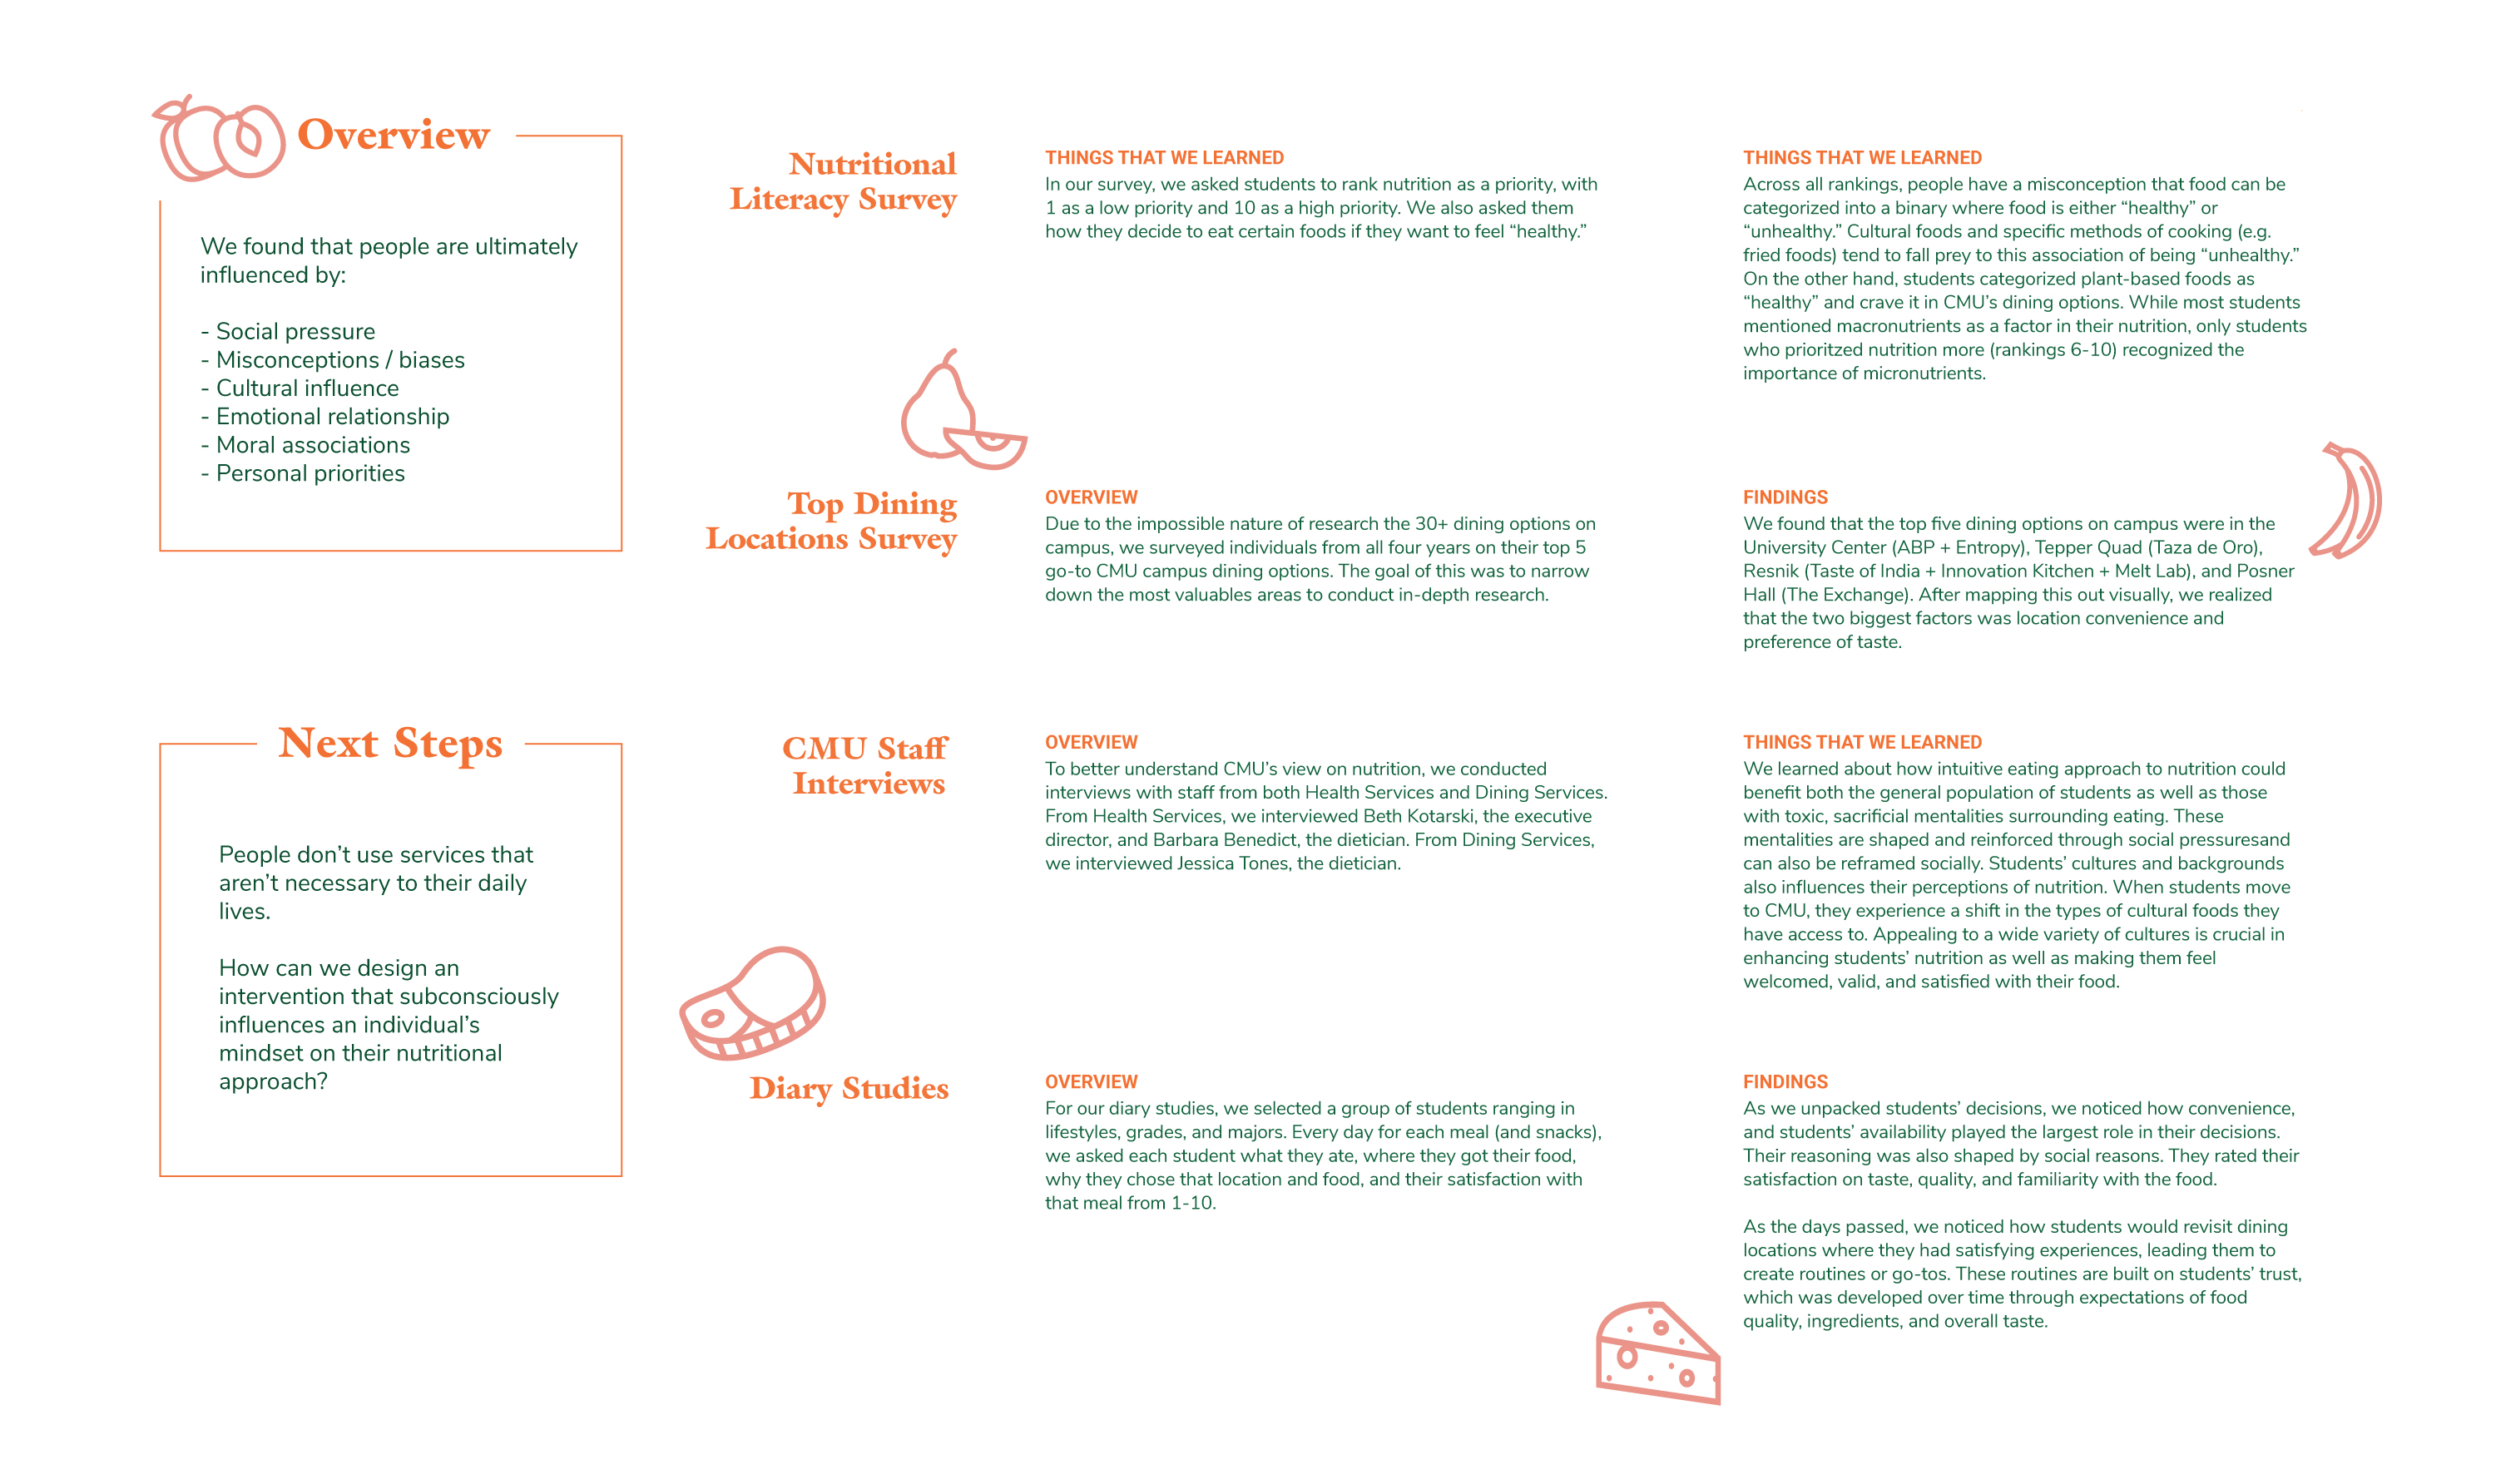 Overview
We found that people are ultimately
influenced by:
- Social pressure
- Misconceptions / biases
- Cultural influence
- Emotional relationship
- Moral associations
- Personal priorities
Next Steps
People don’t use services that
aren’t necessary to their daily
lives.
How can we design an
intervention that subconsciously
influences an individual’s
mindset on their nutritional
approach?
Nutritional
Literacy Survey
THINGS THAT WE LEARNED
In our survey, we asked students to rank nutrition as a priority, with
1 as a low priority and 10 as a high priority. We also asked them
how they decide to eat certain foods if they want to feel “healthy.”
THINGS THAT WE LEARNED
Across all rankings, people have a misconception that food can be
categorized into a binary where food is either “healthy” or
“unhealthy.” Cultural foods and specific methods of cooking (e.g.
fried foods) tend to fall prey to this association of being “unhealthy.”
On the other hand, students categorized plant-based foods as
“healthy” and crave it in CMU’s dining options. While most students
mentioned macronutrients as a factor in their nutrition, only students
who prioritzed nutrition more (rankings 6-10) recognized the
importance of micronutrients.
Top Dining
Locations Survey
OVERVIEW
Due to the impossible nature of research the 30+ dining options on
campus, we surveyed individuals from all four years on their top 5
go-to CMU campus dining options. The goal of this was to narrow
down the most valuables areas to conduct in-depth research.
FINDINGS
We found that the top five dining options on campus were in the
University Center (ABP + Entropy), Tepper Quad (Taza de Oro),
Resnik (Taste of India + Innovation Kitchen + Melt Lab), and Posner
Hall (The Exchange). After mapping this out visually, we realized
that the two biggest factors was location convenience and
preference of taste.
CMU Staff
Interviews
OVERVIEW
To better understand CMU’s view on nutrition, we conducted
interviews with staff from both Health Services and Dining Services.
From Health Services, we interviewed Beth Kotarski, the executive
director, and Barbara Benedict, the dietician. From Dining Services,
we interviewed Jessica Tones, the dietician.
THINGS THAT WE LEARNED
We learned about how intuitive eating approach to nutrition could
benefit both the general population of students as well as those
with toxic, sacrificial mentalities surrounding eating. These
mentalities are shaped and reinforced through social pressuresand
can also be reframed socially. Students’ cultures and backgrounds
also influences their perceptions of nutrition. When students move
to CMU, they experience a shift in the types of cultural foods they
have access to. Appealing to a wide variety of cultures is crucial in
enhancing students’ nutrition as well as making them feel
welcomed, valid, and satisfied with their food.
Diary Studies
OVERVIEW
For our diary studies, we selected a group of students ranging in
lifestyles, grades, and majors. Every day for each meal (and snacks),
we asked each student what they ate, where they got their food,
why they chose that location and food, and their satisfaction with
that meal from 1-10.
FINDINGS
As we unpacked students’ decisions, we noticed how convenience,
and students’ availability played the largest role in their decisions.
Their reasoning was also shaped by social reasons. They rated their
satisfaction on taste, quality, and familiarity with the food.
As the days passed, we noticed how students would revisit dining
locations where they had satisfying experiences, leading them to
create routines or go-tos. These routines are built on students’ trust,
which was developed over time through expectations of food
quality, ingredients, and overall taste.